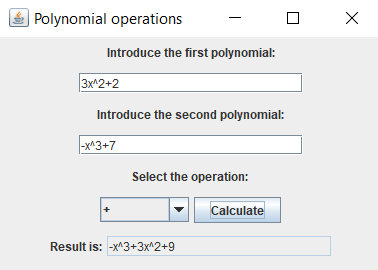 Polynomial operations
Introduce the first polynomial:
3x^2+2
Introduce the second polynomial:
-x^3+7
Select the operation:
+ Calculate
Result is: -x^3+3x^2+9